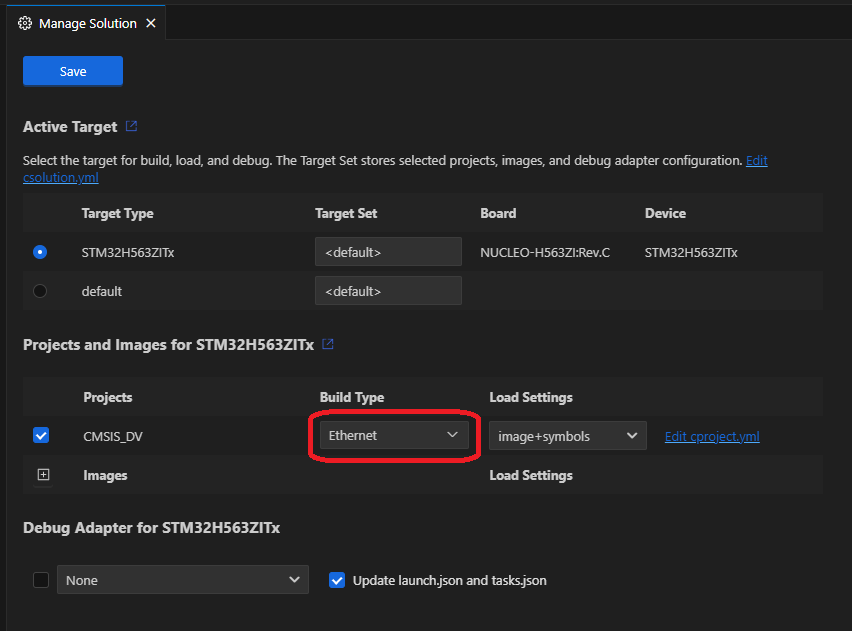 Manage Solution
Save
Active Target
Select the target for build, load, and debug. The Target Set stores selected projects, images, and debug adapter configuration. Edit
csolution.yml
Target Type Target Set Board Device
STM32H563ZITx <default> NUCLEO-H563ZI:Rev.C STM32H563ZITx
default <default>
Projects and Images for STM32H563ZITx
Projects Build Type Load Settings
CMSIS_DV Ethernet image+symbols Edit cproject.yml
Images Load Settings
Debug Adapter for STM32H563ZITx
None Update launch.json and tasks.json